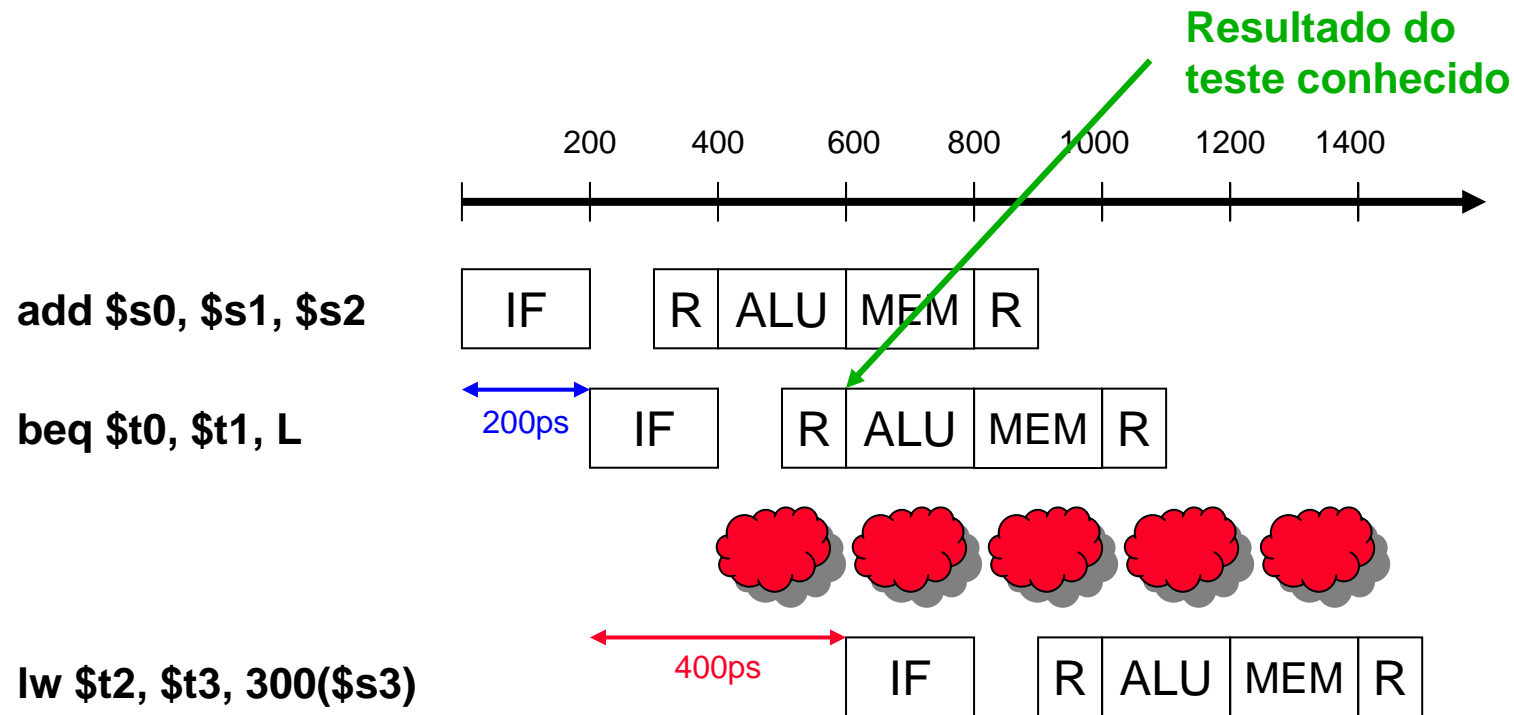 Resultado do
teste conhecido
200 400 600 800 1000 1200 1400
add $s0, $s1, $s2 IF R ALU MEM R
beq $t0, $t1, L 200ps IF R ALU MEM R
lw $t2, $t3, 300($s3) 400ps IF R ALU MEM R